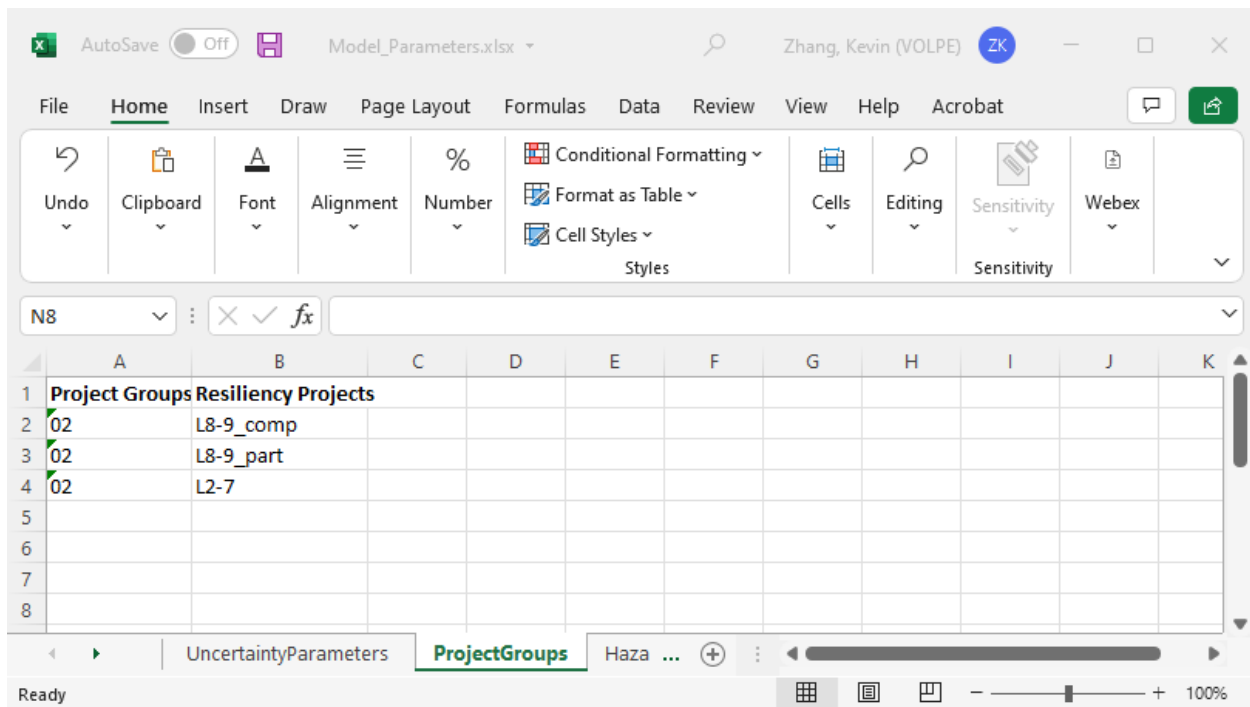 AutoSave Off Model_Parameters.xlsx Zhang, Kevin (VOLPE) ZK
File Home Insert Draw Page Layout Formulas Data Review View Help Acrobat
Undo Clipboard Font Alignment Number Conditional Formatting Format as Table Cell Styles Cells Editing Sensitivity Webex
Styles Sensitivity
N8 fx
A B C D E F G H I J K
1 Project Groups Resiliency Projects
2 02 L8-9_comp
3 02 L8-9_part
4 02 L2-7
5
6
7
8
UncertaintyParameters ProjectGroups Haza ...
Ready 100%